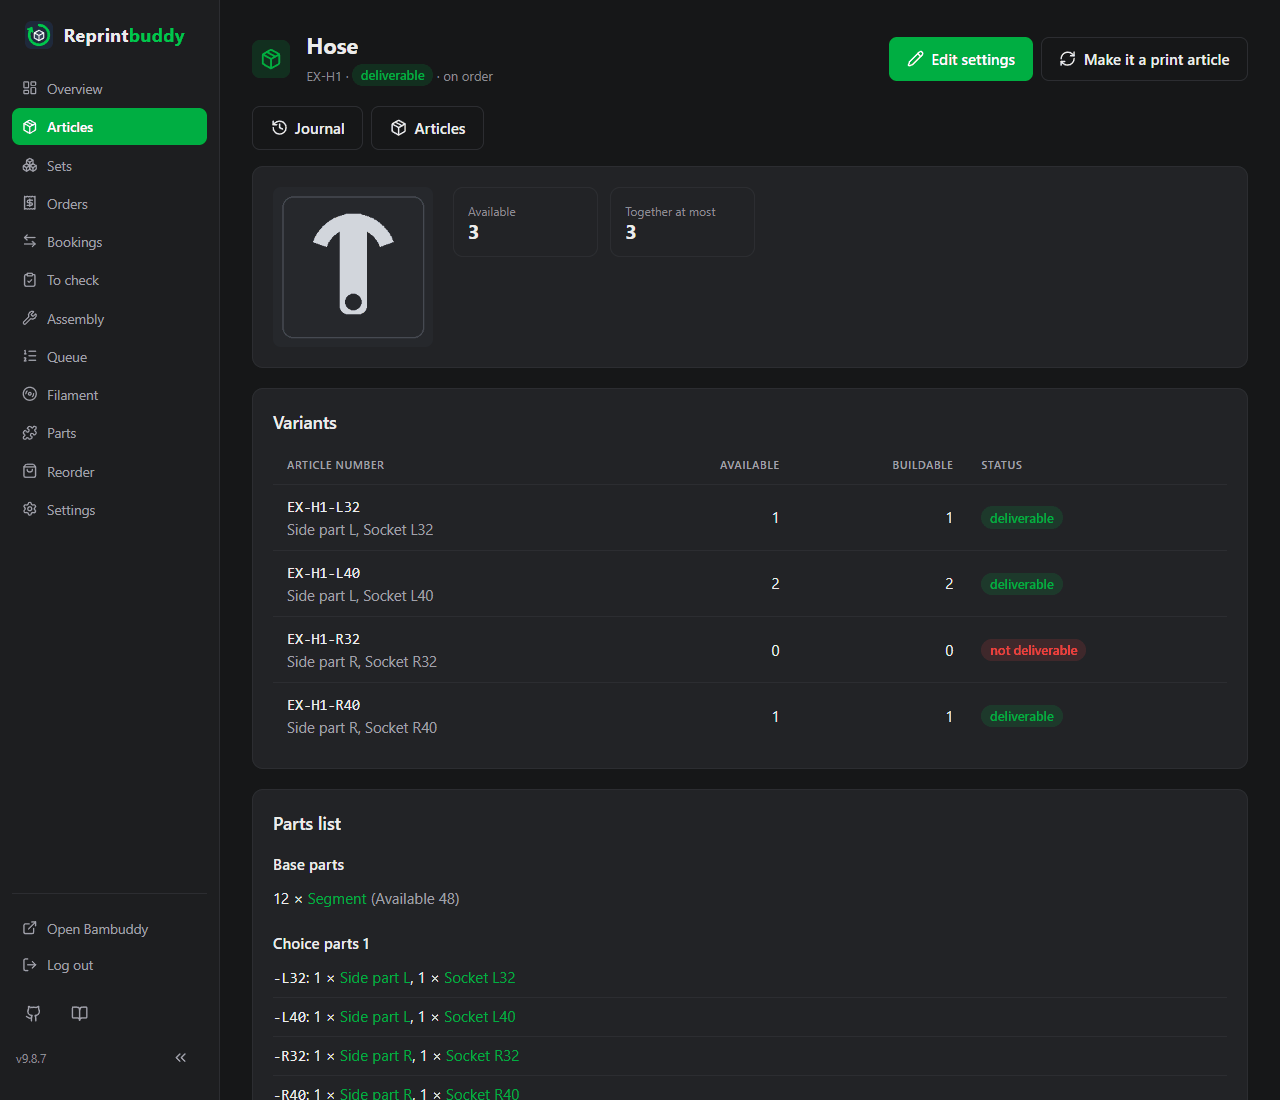 Reprintbuddy
Overview
Articles
Sets
Orders
Bookings
To check
Assembly
Queue
Filament
Parts
Reorder
Settings
Open Bambuddy
Log out
v9.8.7
Hose
EX-H1 · deliverable · on order
Edit settings
Make it a print article
Journal
Articles
Available
3
Together at most
3
Variants
ARTICLE NUMBER AVAILABLE BUILDABLE STATUS
EX-H1-L32
Side part L, Socket L32
1 1 deliverable
EX-H1-L40
Side part L, Socket L40
2 2 deliverable
EX-H1-R32
Side part R, Socket R32
0 0 not deliverable
EX-H1-R40
Side part R, Socket R40
1 1 deliverable
Parts list
Base parts
12 × Segment (Available 48)
Choice parts 1
-L32: 1 × Side part L, 1 × Socket L32
-L40: 1 × Side part L, 1 × Socket L40
-R32: 1 × Side part R, 1 × Socket R32
-R40: 1 × Side part R, 1 × Socket R40